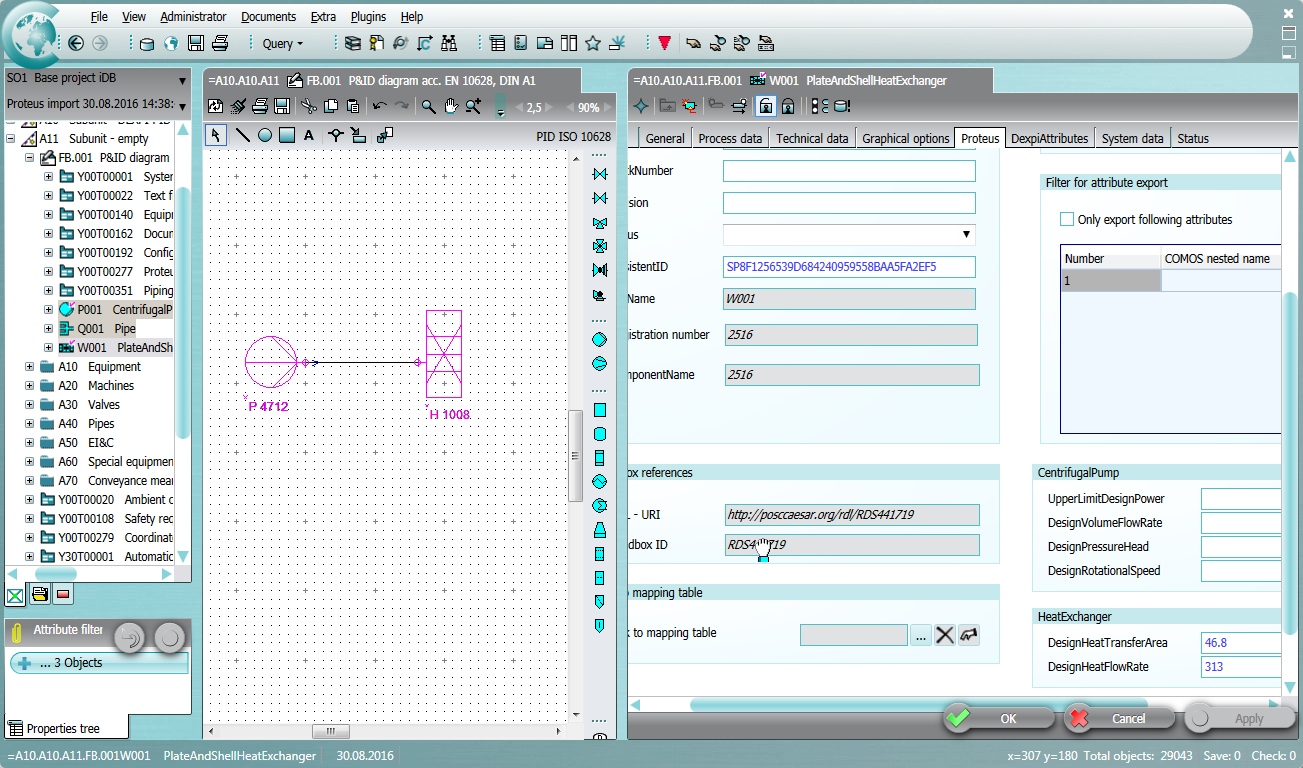 File View Administrator Documents Extra Plugins Help
Query
SO1 Base project iDB
Proteus import 30.08.2016 14:38:
A11 Subunit - empty
FB.001 P&ID diagram
Y00T00001 System
Y00T00022 Text f
Y00T00140 Equip
Y00T00162 Docur
Y00T00192 Config
Y00T00277 Proteu
Y00T00351 Piping
P001 CentrifugalP
Q001 Pipe
W001 PlateAndSh
A10 Equipment
A20 Machines
A30 Valves
A40 Pipes
A50 EI&C
A60 Special equipmen
A70 Conveyance mean
Y00T00020 Ambient c
Y00T00108 Safety rec
Y00T00279 Coordinate
Y30T00001 Automatic
Attribute filter
... 3 Objects
Properties tree
=A10.A10.A11 FB.001 P&ID diagram acc. EN 10628, DIN A1
2,5 90%
A
PID ISO 10628
P 4712
H 1008
=A10.A10.A11.FB.001 W001 PlateAndShellHeatExchanger
General Process data Technical data Graphical options Proteus DexpiAttributes System data Status
ckNumber
sion
us
sistentID SP8F1256539D684240959558BAA5FA2EF5
Name W001
istration number 2516
mponentName 2516
ox references
L - URI http://posccaesar.org/rdl/RDS441719
dbox ID RDS441719
o mapping table
k to mapping table ...
Filter for attribute export
Only export following attributes
Number COMOS nested name
1
CentrifugalPump
UpperLimitDesignPower
DesignVolumeFlowRate
DesignPressureHead
DesignRotationalSpeed
HeatExchanger
DesignHeatTransferArea 46.8
DesignHeatFlowRate 313
OK Cancel Apply
=A10.A10.A11.FB.001W001 PlateAndShellHeatExchanger 30.08.2016 x=307 y=180 Total objects: 29043 Save: 0 Check: 0